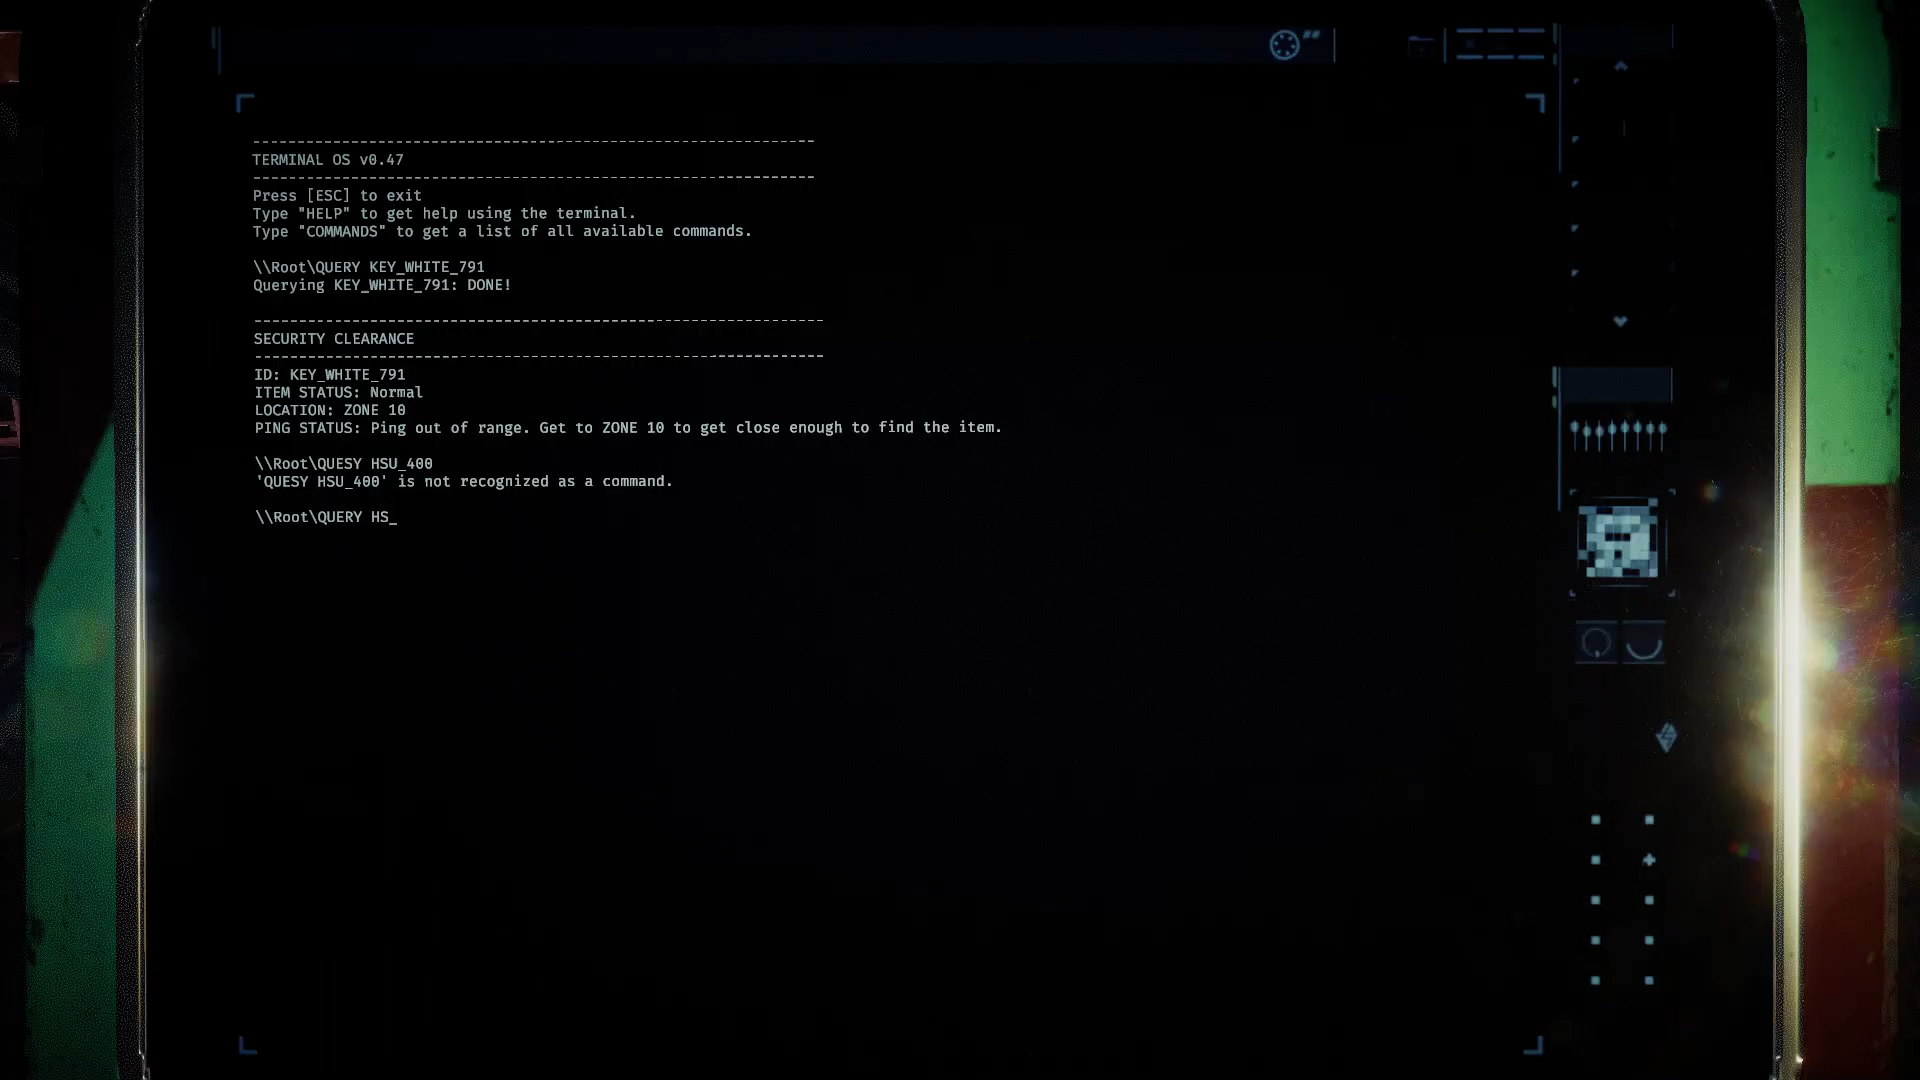 ------------------------------------------------------------
TERMINAL OS v0.47
------------------------------------------------------------
Press [ESC] to exit
Type "HELP" to get help using the terminal.
Type "COMMANDS" to get a list of all available commands.
\\Root\QUERY KEY_WHITE_791
Querying KEY_WHITE_791: DONE!
------------------------------------------------------------
SECURITY CLEARANCE
------------------------------------------------------------
ID: KEY_WHITE_791
ITEM STATUS: Normal
LOCATION: ZONE 10
PING STATUS: Ping out of range. Get to ZONE 10 to get close enough to find the item.
\\Root\QUESY HSU_400
'QUESY HSU_400' is not recognized as a command.
\\Root\QUERY HS_